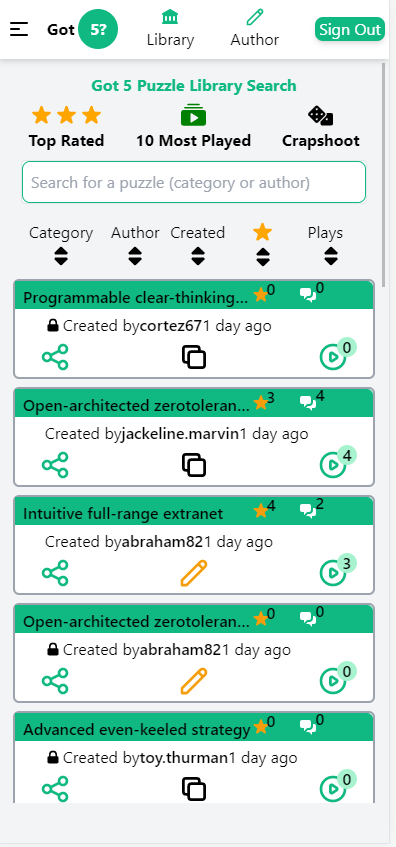 Got 5?
Library
Author
Sign Out
Got 5 Puzzle Library Search
Top Rated
10 Most Played
Crapshoot
Search for a puzzle (category or author)
Category Author Created Plays
Programmable clear-thinking... 0 0
Created bycortez671 day ago
0
Open-architected zerotoleran... 3 4
Created byjackeline.marvin1 day ago
4
Intuitive full-range extranet 4 2
Created byabraham821 day ago
3
Open-architected zerotoleran... 0 0
Created byabraham821 day ago
0
Advanced even-keeled strategy 0 0
Created bytoy.thurman1 day ago
0